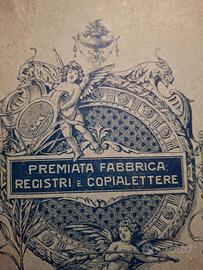 PREMIATA FABBRICA
REGISTRI E COPIALETTERE